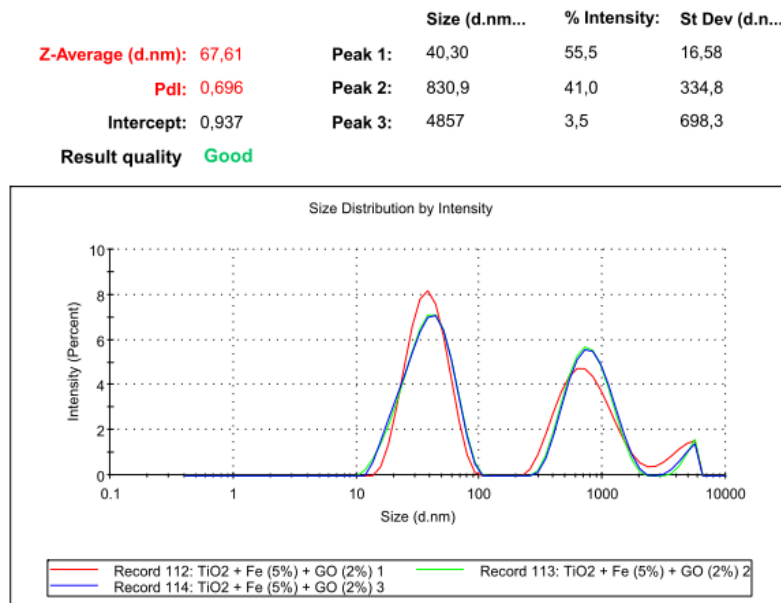 Size (d.nm... % Intensity: St Dev (d.n...
Z-Average (d.nm): 67,61 Peak 1: 40,30 55,5 16,58
PdI: 0,696 Peak 2: 830,9 41,0 334,8
Intercept: 0,937 Peak 3: 4857 3,5 698,3
Result quality Good
Size Distribution by Intensity
Intensity (Percent)
10
8
6
4
2
0
0.1 1 10 100 1000 10000
Size (d.nm)
Record 112: TiO2 + Fe (5%) + GO (2%) 1 Record 113: TiO2 + Fe (5%) + GO (2%) 2
Record 114: TiO2 + Fe (5%) + GO (2%) 3